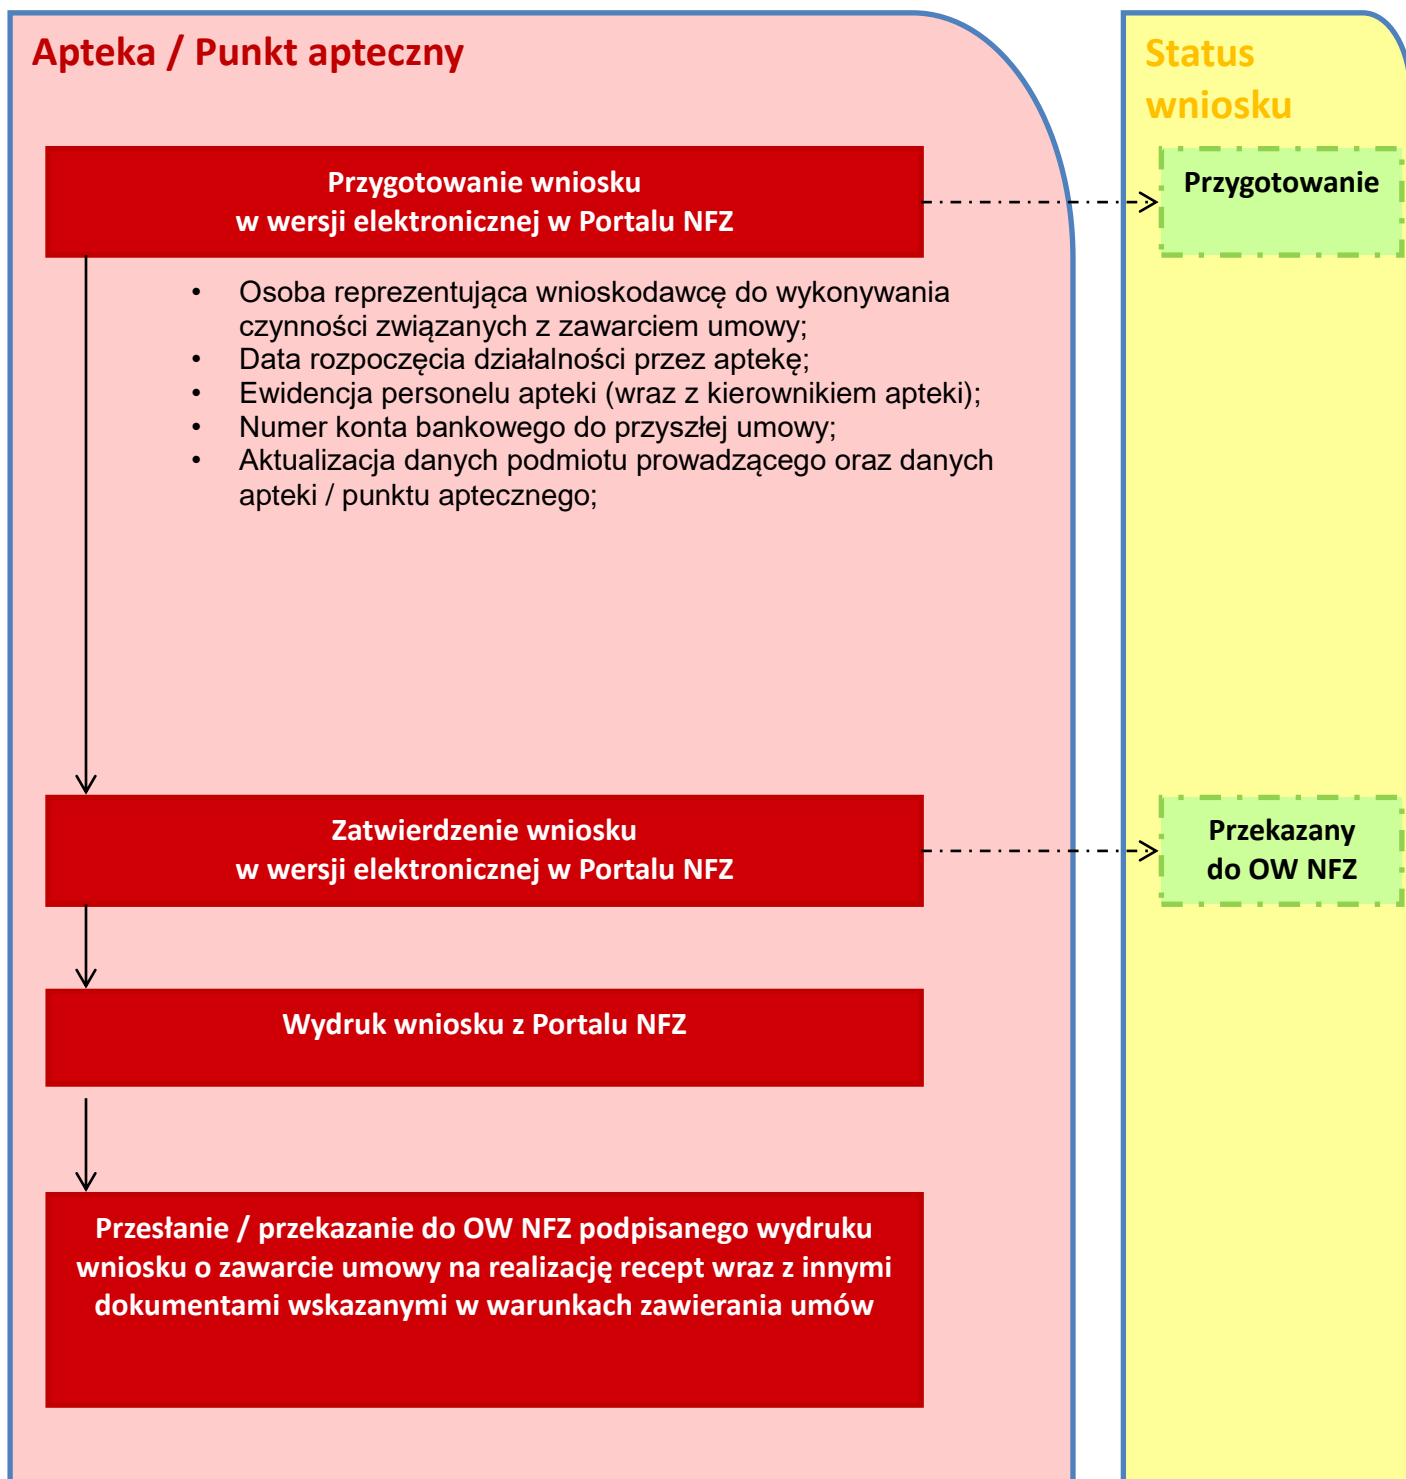 Apteka / Punkt apteczny
Status
wniosku
Przygotowanie wniosku
w wersji elektronicznej w Portalu NFZ
Przygotowanie
• Osoba reprezentująca wnioskodawcę do wykonywania
czynności związanych z zawarciem umowy;
• Data rozpoczęcia działalności przez aptekę;
• Ewidencja personelu apteki (wraz z kierownikiem apteki);
• Numer konta bankowego do przyszłej umowy;
• Aktualizacja danych podmiotu prowadzącego oraz danych
apteki / punktu aptecznego;
Zatwierdzenie wniosku
w wersji elektronicznej w Portalu NFZ
Przekazany
do OW NFZ
Wydruk wniosku z Portalu NFZ
Przesłanie / przekazanie do OW NFZ podpisanego wydruku
wniosku o zawarcie umowy na realizację recept wraz z innymi
dokumentami wskazanymi w warunkach zawierania umów